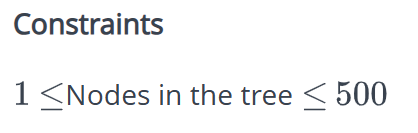 Constraints
1 ≤Nodes in the tree ≤ 500